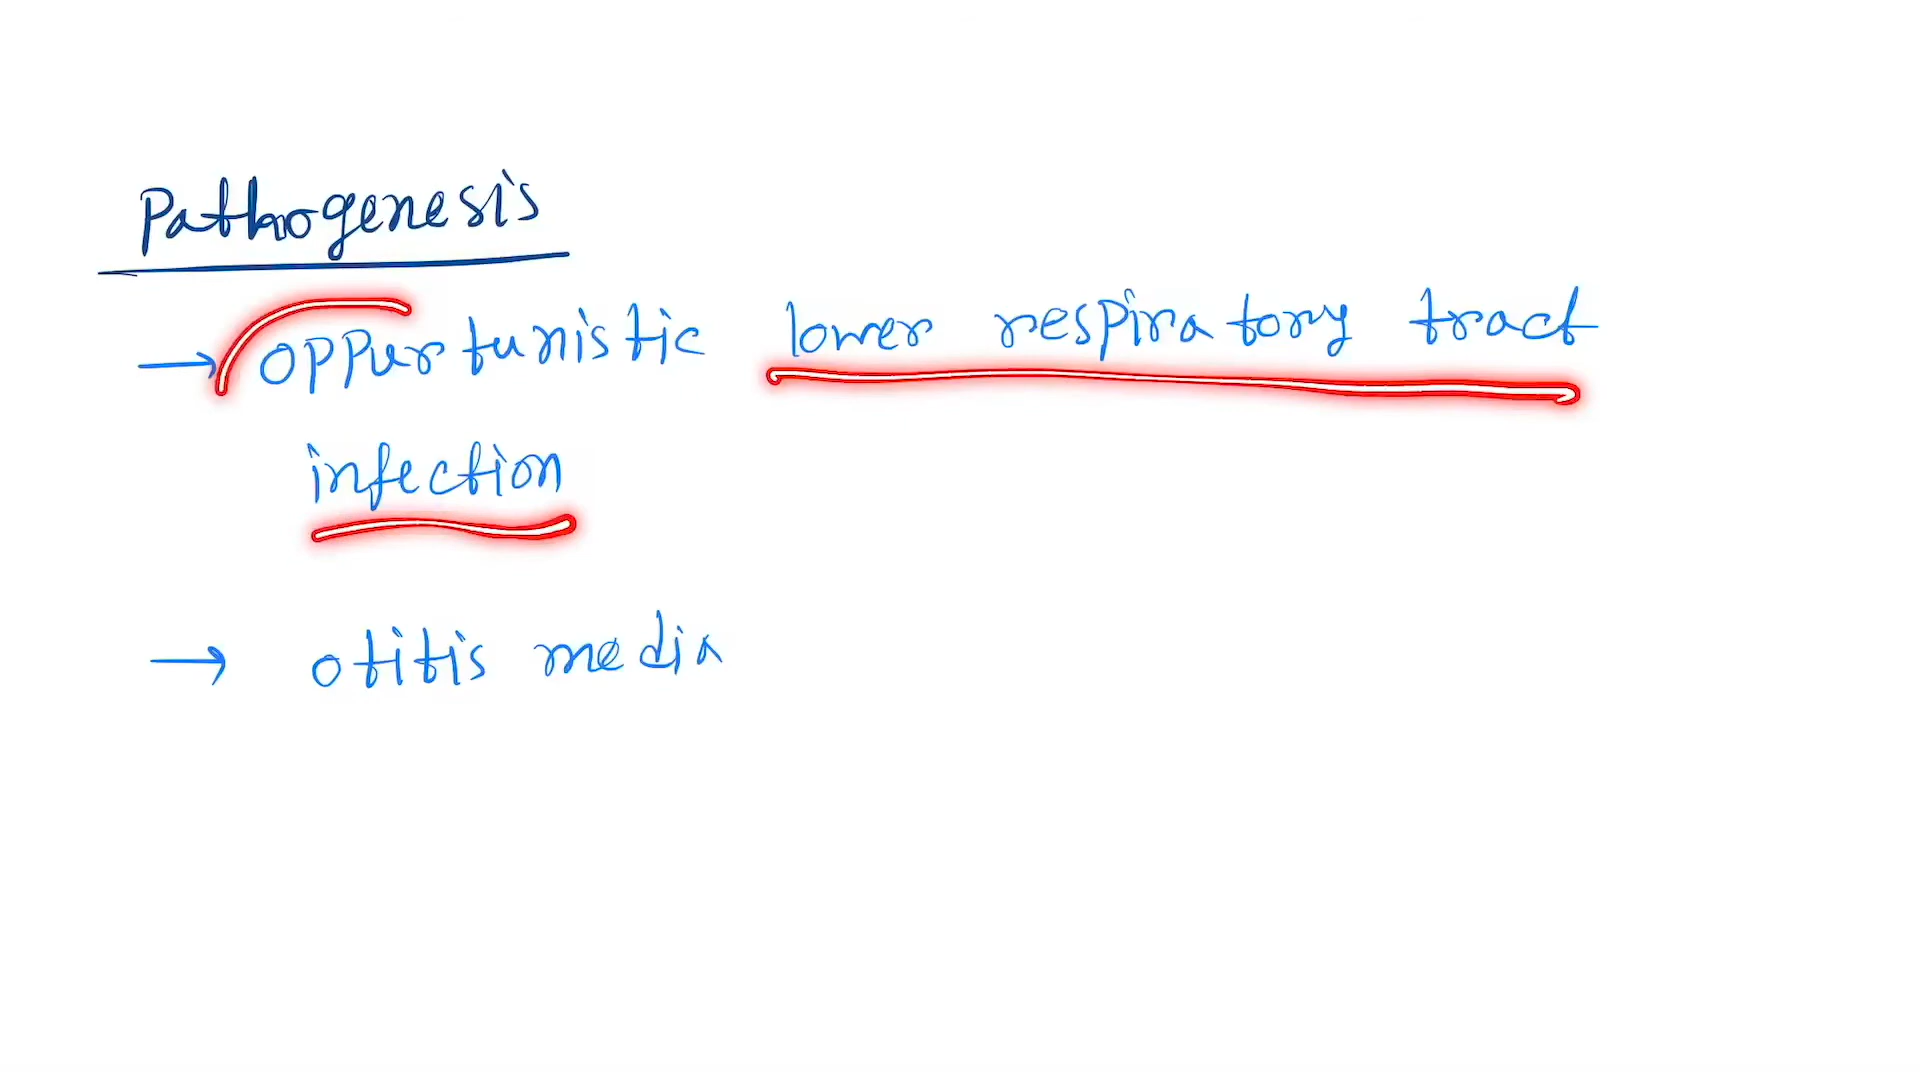 Pathogenesis
→ oppurtunistic lower respiratory tract
infection
→ otitis media